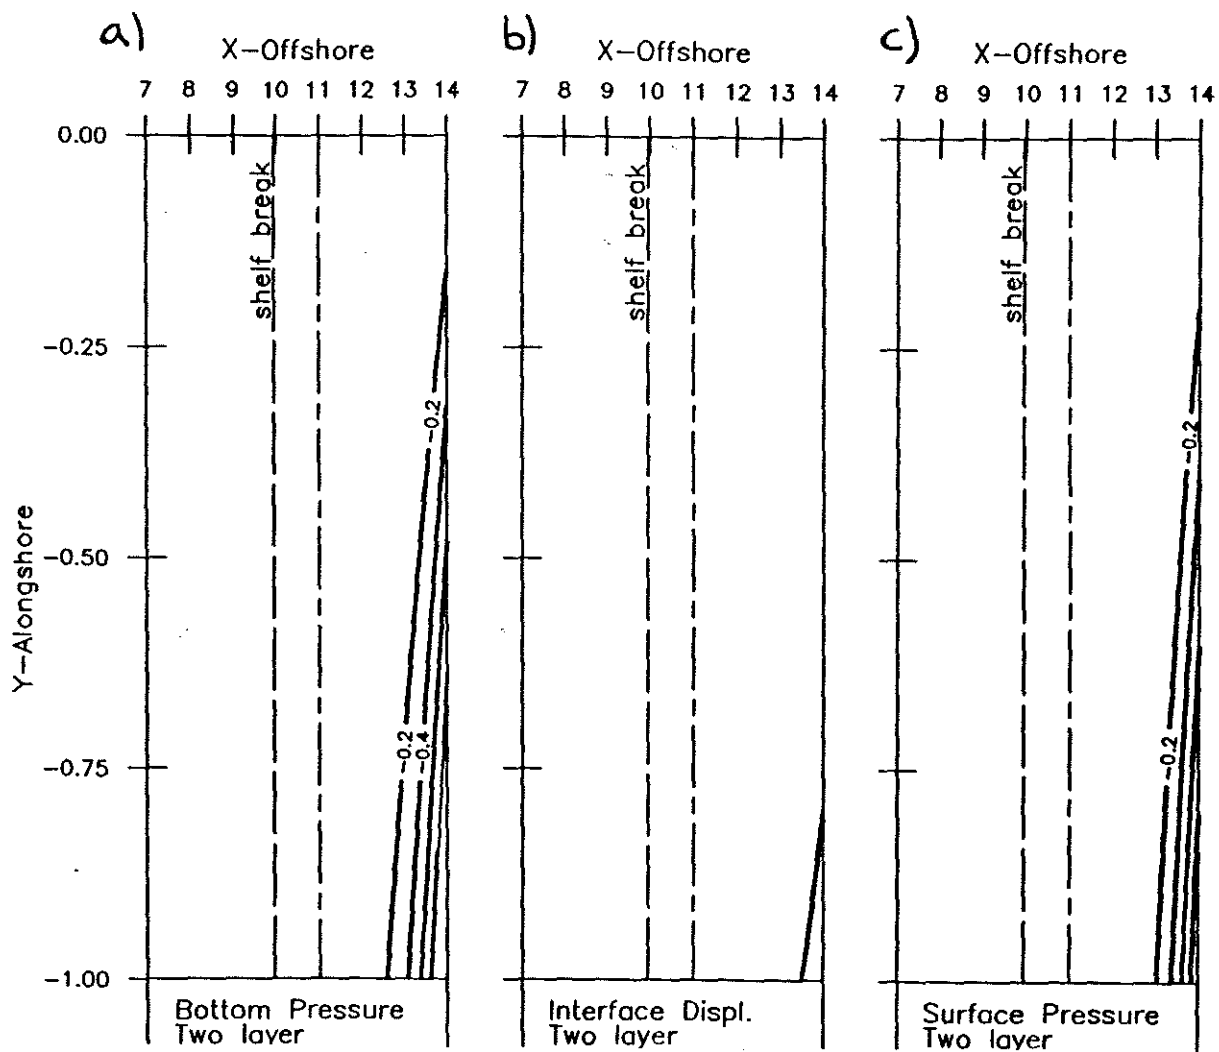 a)
X-Offshore
7 8 9 10 11 12 13 14
b)
X-Offshore
7 8 9 10 11 12 13 14
c)
X-Offshore
7 8 9 10 11 12 13 14
Y-Alongshore
0.00
-0.25
-0.50
-0.75
-1.00
shelf break
-0.2
-0.2
-0.4
Bottom Pressure
Two layer
shelf break
Interface Displ.
Two layer
shelf break
-0.2
-0.2
Surface Pressure
Two layer